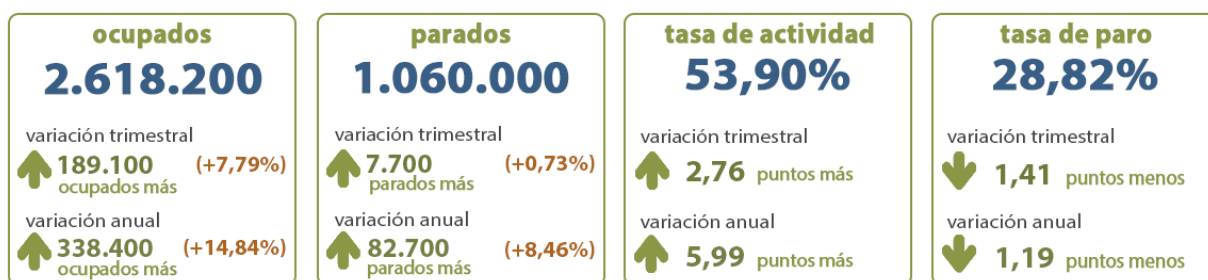 ocupados
2.618.200
variación trimestral
189.100 (+7,79%)
ocupados más
variación anual
338.400 (+14,84%)
ocupados más
parados
1.060.000
variación trimestral
7.700 (+0,73%)
parados más
variación anual
82.700 (+8,46%)
parados más
tasa de actividad
53,90%
variación trimestral
2,76 puntos más
variación anual
5,99 puntos más
tasa de paro
28,82%
variación trimestral
1,41 puntos menos
variación anual
1,19 puntos menos